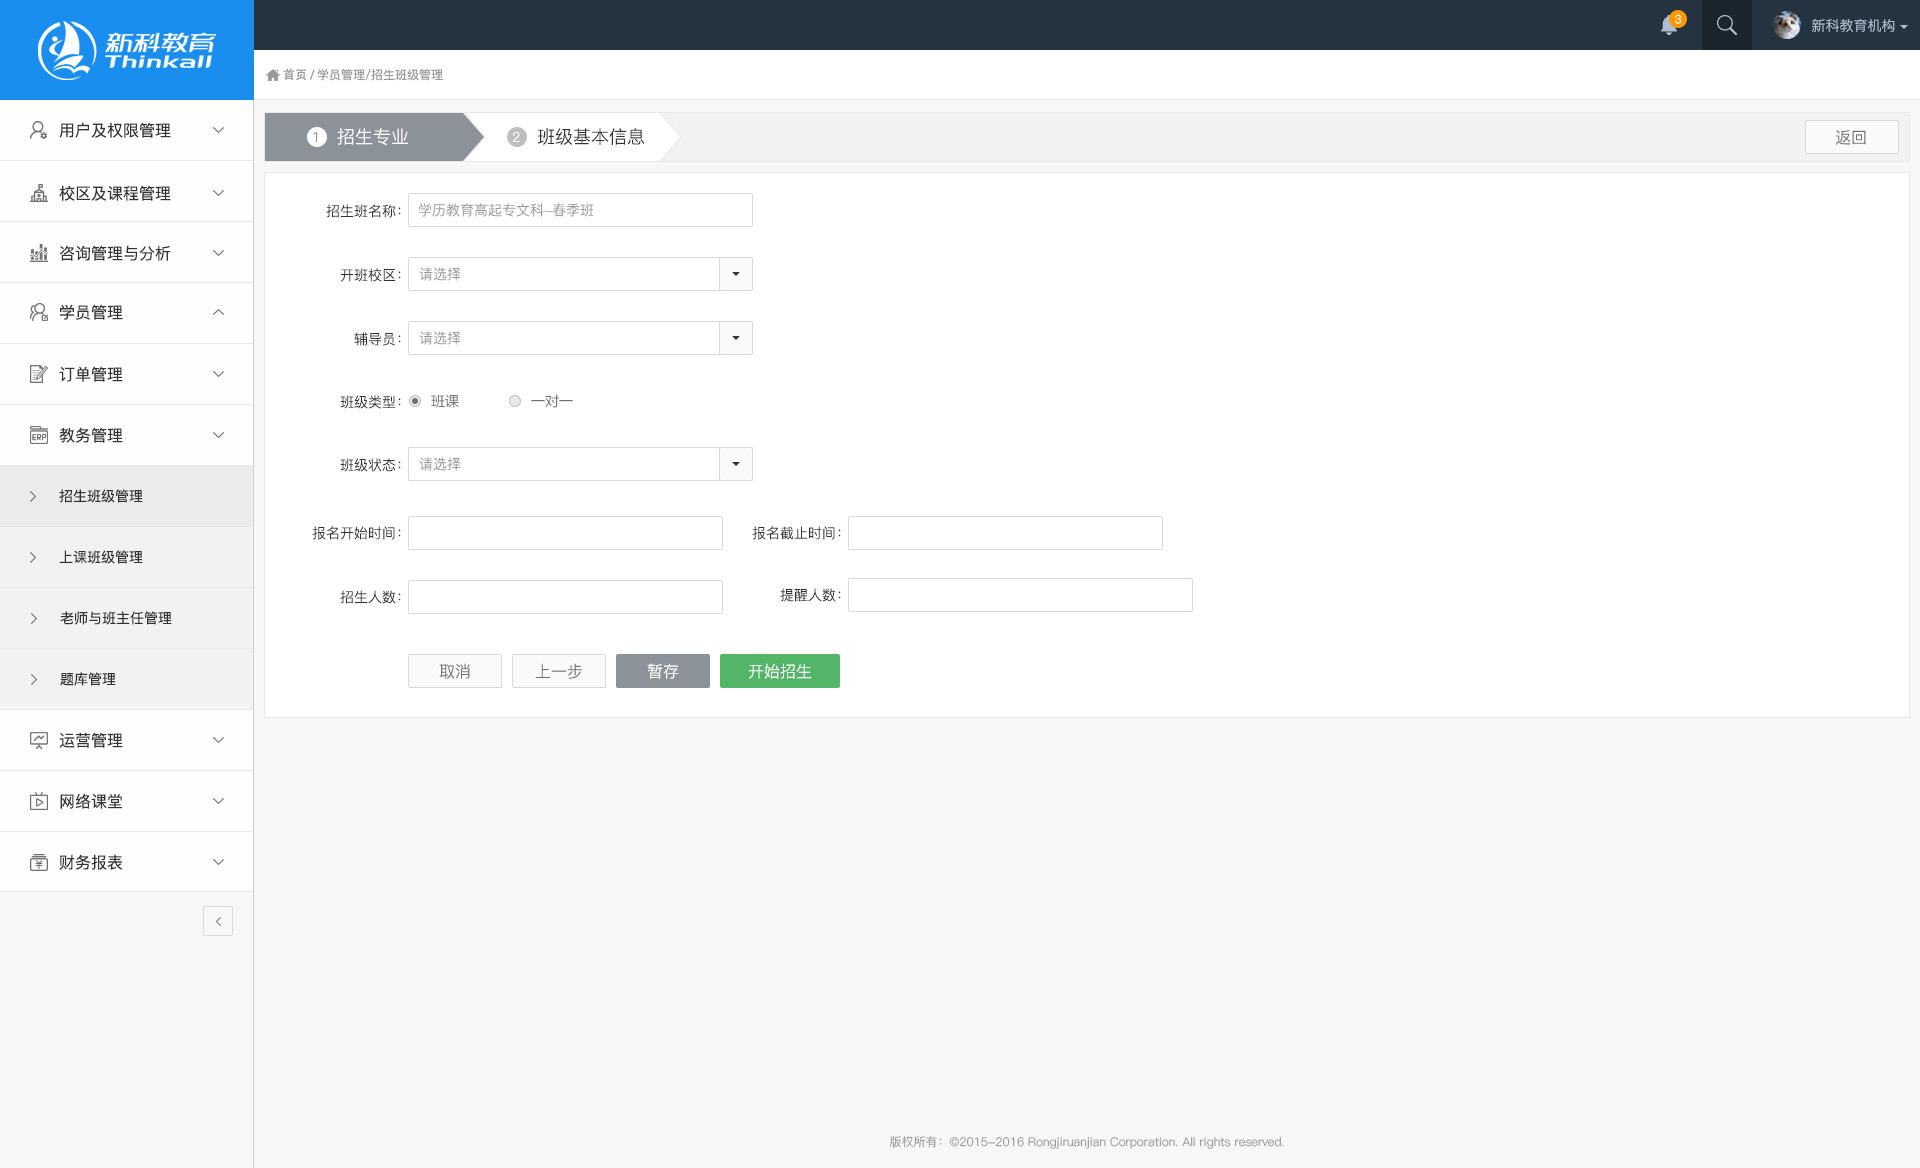 新科教育
Thinkall
3
新科教育机构
首页 / 学员管理/招生班级管理
用户及权限管理
校区及课程管理
咨询管理与分析
学员管理
订单管理
ERP 教务管理
招生班级管理
上课班级管理
老师与班主任管理
题库管理
运营管理
网络课堂
财务报表
1 招生专业
2 班级基本信息
返回
招生班名称： 学历教育高起专文科–春季班
开班校区： 请选择
辅导员： 请选择
班级类型： 班课 一对一
班级状态： 请选择
报名开始时间： 报名截止时间：
招生人数： 提醒人数：
取消 上一步 暂存 开始招生
版权所有：©2015-2016 Rongjiruanjian Corporation. All rights reserved.